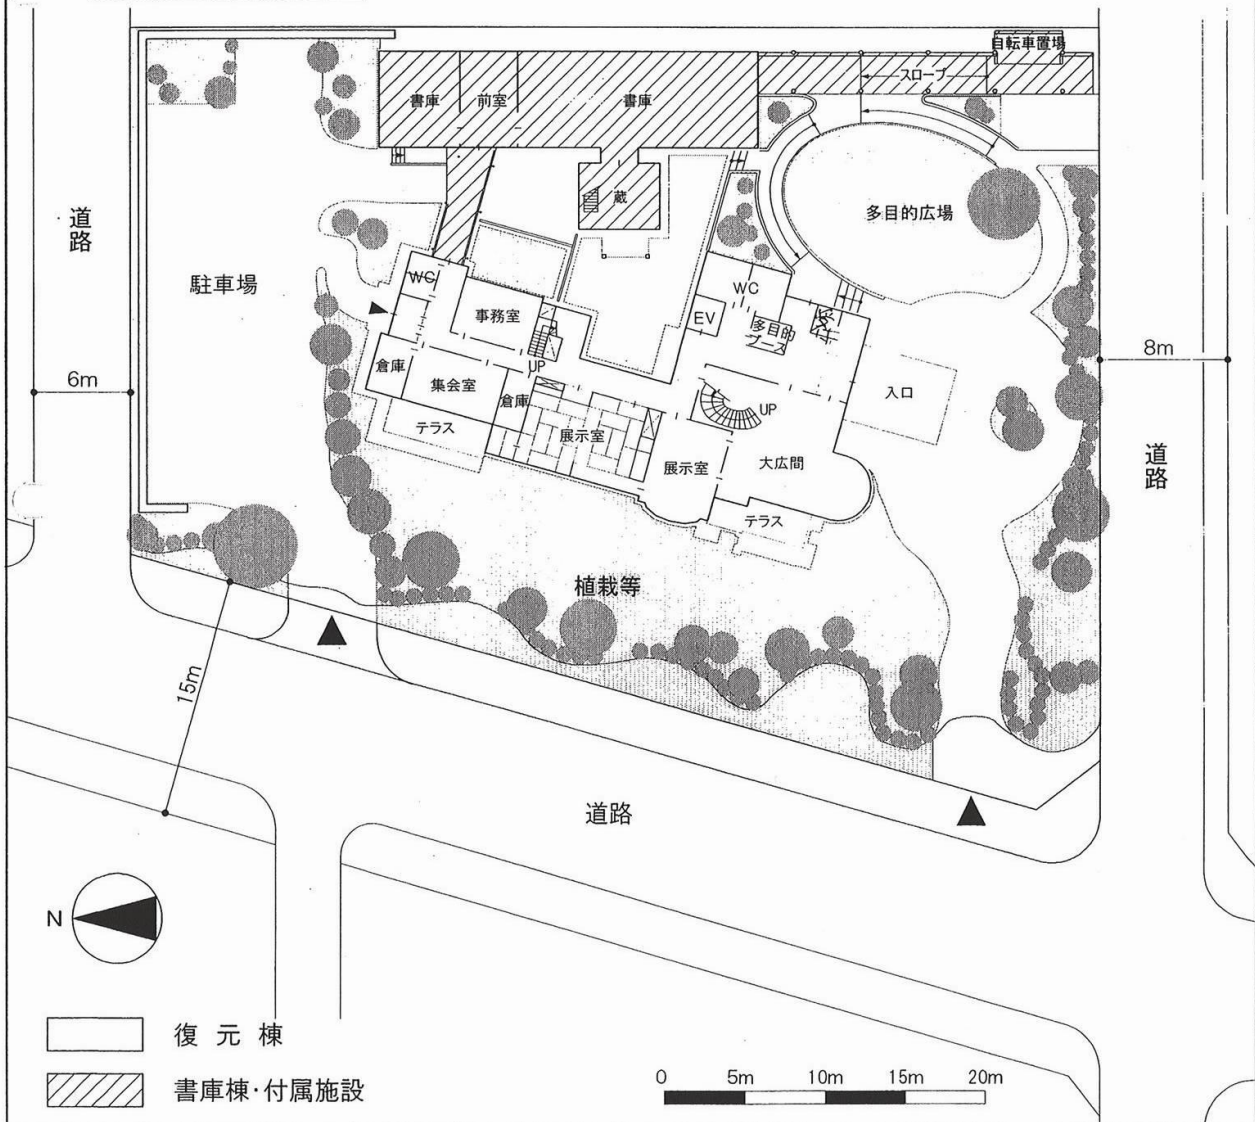 自転車置場
スロープ
書庫
前室
書庫
蔵
多目的広場
道路
駐車場
WC
事務室
WC
EV
多目的
ブース
受付
UP
倉庫
集会室
倉庫
テラス
展示室
UP
入口
展示室
大広間
テラス
6m
8m
道路
植栽等
15m
道路
N
復元棟
書庫棟・付属施設
0 5m 10m 15m 20m